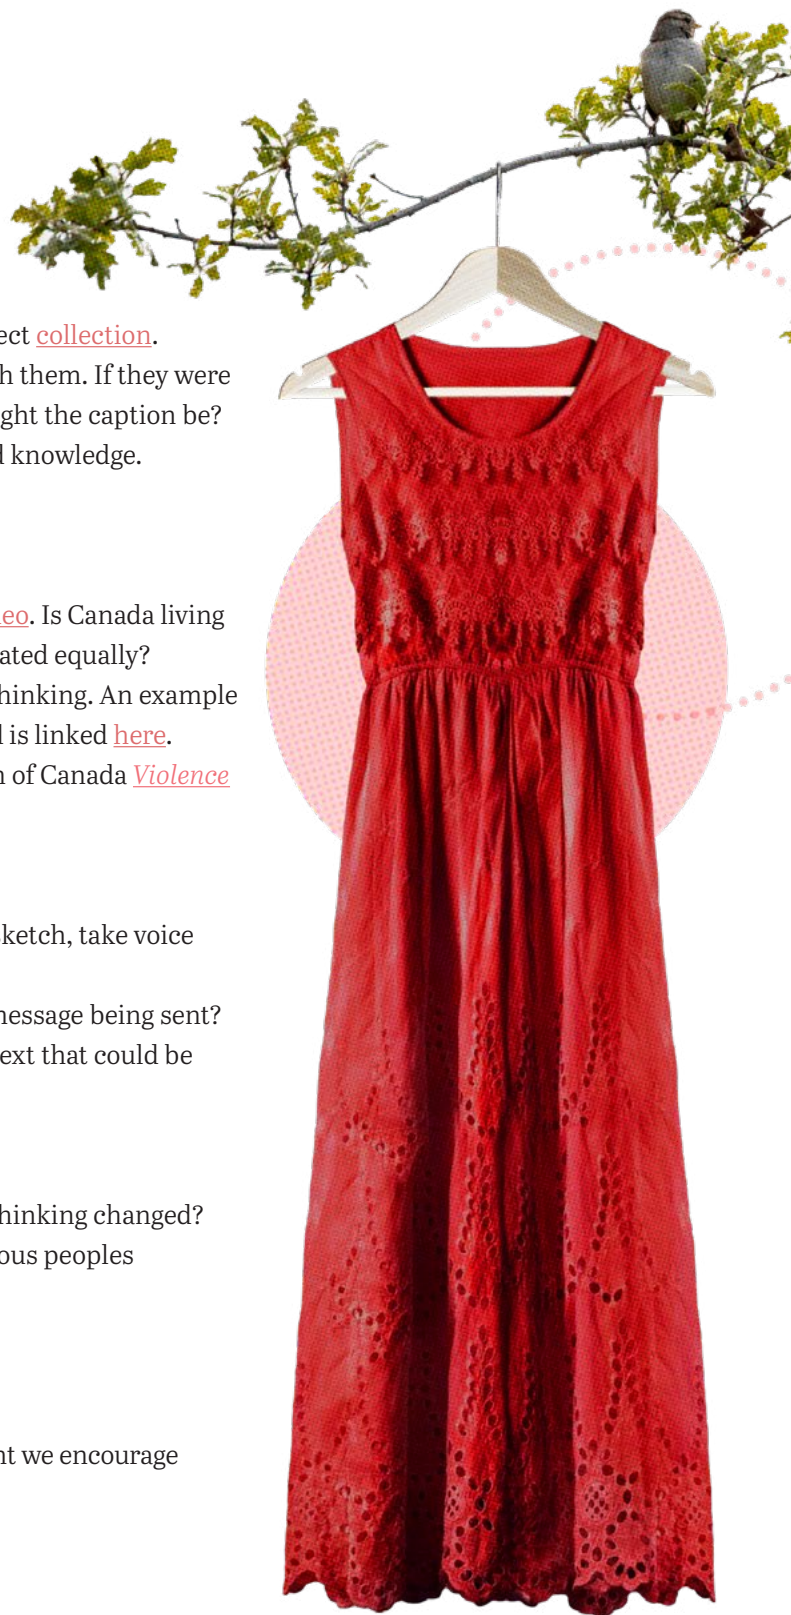 ect collection.
h them. If they were
ght the caption be?
d knowledge.
eo. Is Canada living
ated equally?
hinking. An example
l is linked here.
n of Canada Violence
sketch, take voice
nessage being sent?
ext that could be
hinking changed?
ous peoples
nt we encourage